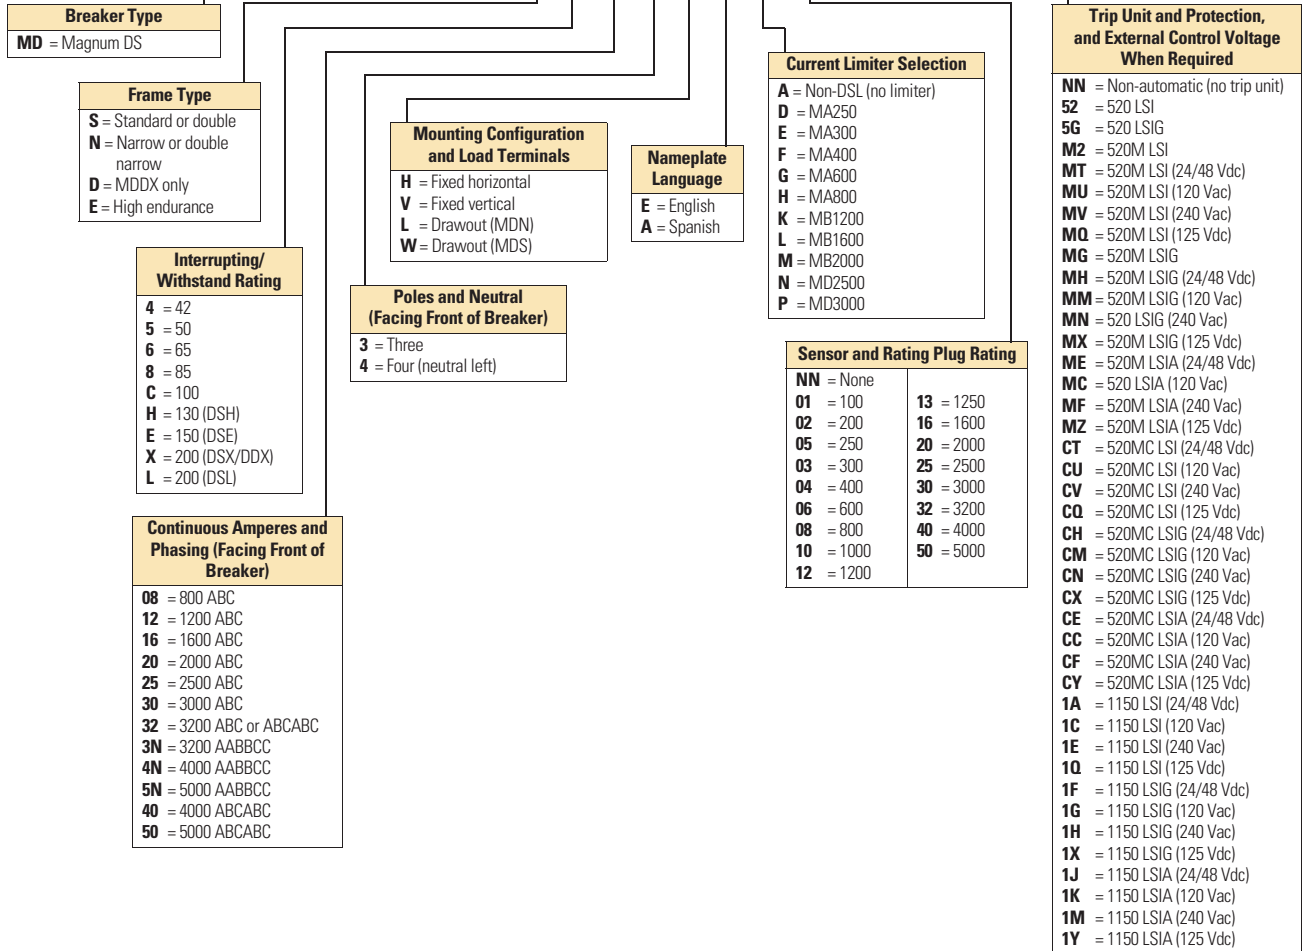 Breaker Type
MD = Magnum DS
Frame Type
S = Standard or double
N = Narrow or double
narrow
D = MDDX only
E = High endurance
Interrupting/
Withstand Rating
4 = 42
5 = 50
6 = 65
8 = 85
C = 100
H = 130 (DSH)
E = 150 (DSE)
X = 200 (DSX/DDX)
L = 200 (DSL)
Continuous Amperes and
Phasing (Facing Front of
Breaker)
08 = 800 ABC
12 = 1200 ABC
16 = 1600 ABC
20 = 2000 ABC
25 = 2500 ABC
30 = 3000 ABC
32 = 3200 ABC or ABCABC
3N = 3200 AABBCC
4N = 4000 AABBCC
5N = 5000 AABBCC
40 = 4000 ABCABC
50 = 5000 ABCABC
Poles and Neutral
(Facing Front of Breaker)
3 = Three
4 = Four (neutral left)
Mounting Configuration
and Load Terminals
H = Fixed horizontal
V = Fixed vertical
L = Drawout (MDN)
W = Drawout (MDS)
Nameplate
Language
E = English
A = Spanish
Current Limiter Selection
A = Non-DSL (no limiter)
D = MA250
E = MA300
F = MA400
G = MA600
H = MA800
K = MB1200
L = MB1600
M = MB2000
N = MD2500
P = MD3000
Sensor and Rating Plug Rating
NN = None
01 = 100
02 = 200
05 = 250
03 = 300
04 = 400
06 = 600
08 = 800
10 = 1000
12 = 1200
13 = 1250
16 = 1600
20 = 2000
25 = 2500
30 = 3000
32 = 3200
40 = 4000
50 = 5000
Trip Unit and Protection,
and External Control Voltage
When Required
NN = Non-automatic (no trip unit)
52 = 520 LSI
5G = 520 LSIG
M2 = 520M LSI
MT = 520M LSI (24/48 Vdc)
MU = 520M LSI (120 Vac)
MV = 520M LSI (240 Vac)
MQ = 520M LSI (125 Vdc)
MG = 520M LSIG
MH = 520M LSIG (24/48 Vdc)
MM = 520M LSIG (120 Vac)
MN = 520 LSIG (240 Vac)
MX = 520M LSIG (125 Vdc)
ME = 520M LSIA (24/48 Vdc)
MC = 520 LSIA (120 Vac)
MF = 520M LSIA (240 Vac)
MZ = 520M LSIA (125 Vdc)
CT = 520MC LSI (24/48 Vdc)
CU = 520MC LSI (120 Vac)
CV = 520MC LSI (240 Vac)
CQ = 520MC LSI (125 Vdc)
CH = 520MC LSIG (24/48 Vdc)
CM = 520MC LSIG (120 Vac)
CN = 520MC LSIG (240 Vac)
CX = 520MC LSIG (125 Vdc)
CE = 520MC LSIA (24/48 Vdc)
CC = 520MC LSIA (120 Vac)
CF = 520MC LSIA (240 Vac)
CY = 520MC LSIA (125 Vdc)
1A = 1150 LSI (24/48 Vdc)
1C = 1150 LSI (120 Vac)
1E = 1150 LSI (240 Vac)
1Q = 1150 LSI (125 Vdc)
1F = 1150 LSIG (24/48 Vdc)
1G = 1150 LSIG (120 Vac)
1H = 1150 LSIG (240 Vac)
1X = 1150 LSIG (125 Vdc)
1J = 1150 LSIA (24/48 Vdc)
1K = 1150 LSIA (120 Vac)
1M = 1150 LSIA (240 Vac)
1Y = 1150 LSIA (125 Vdc)